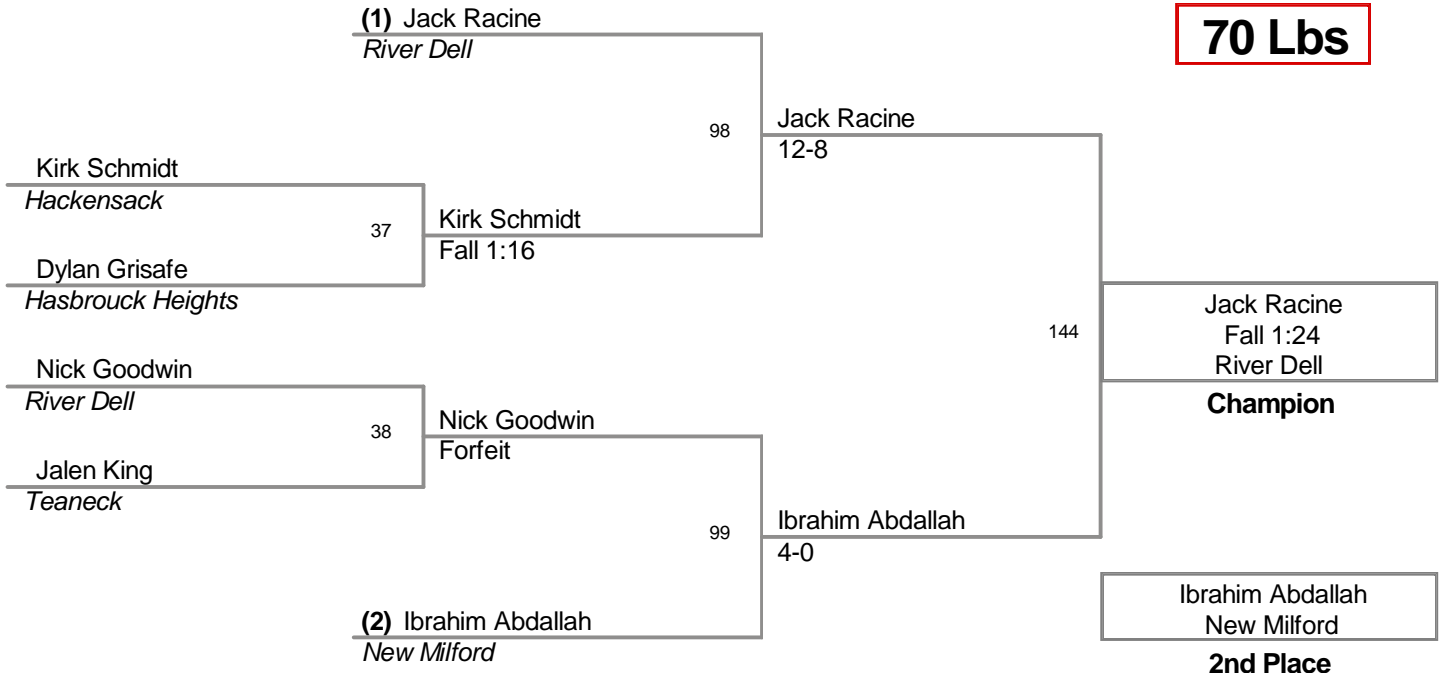 (1) Jack Racine
River Dell
70 Lbs
98
Jack Racine
12-8
Kirk Schmidt
Hackensack
37
Kirk Schmidt
Fall 1:16
Dylan Grisafe
Hasbrouck Heights
144
Jack Racine
Fall 1:24
River Dell
Champion
Nick Goodwin
River Dell
38
Nick Goodwin
Forfeit
Jalen King
Teaneck
99
Ibrahim Abdallah
4-0
(2) Ibrahim Abdallah
New Milford
Ibrahim Abdallah
New Milford
2nd Place